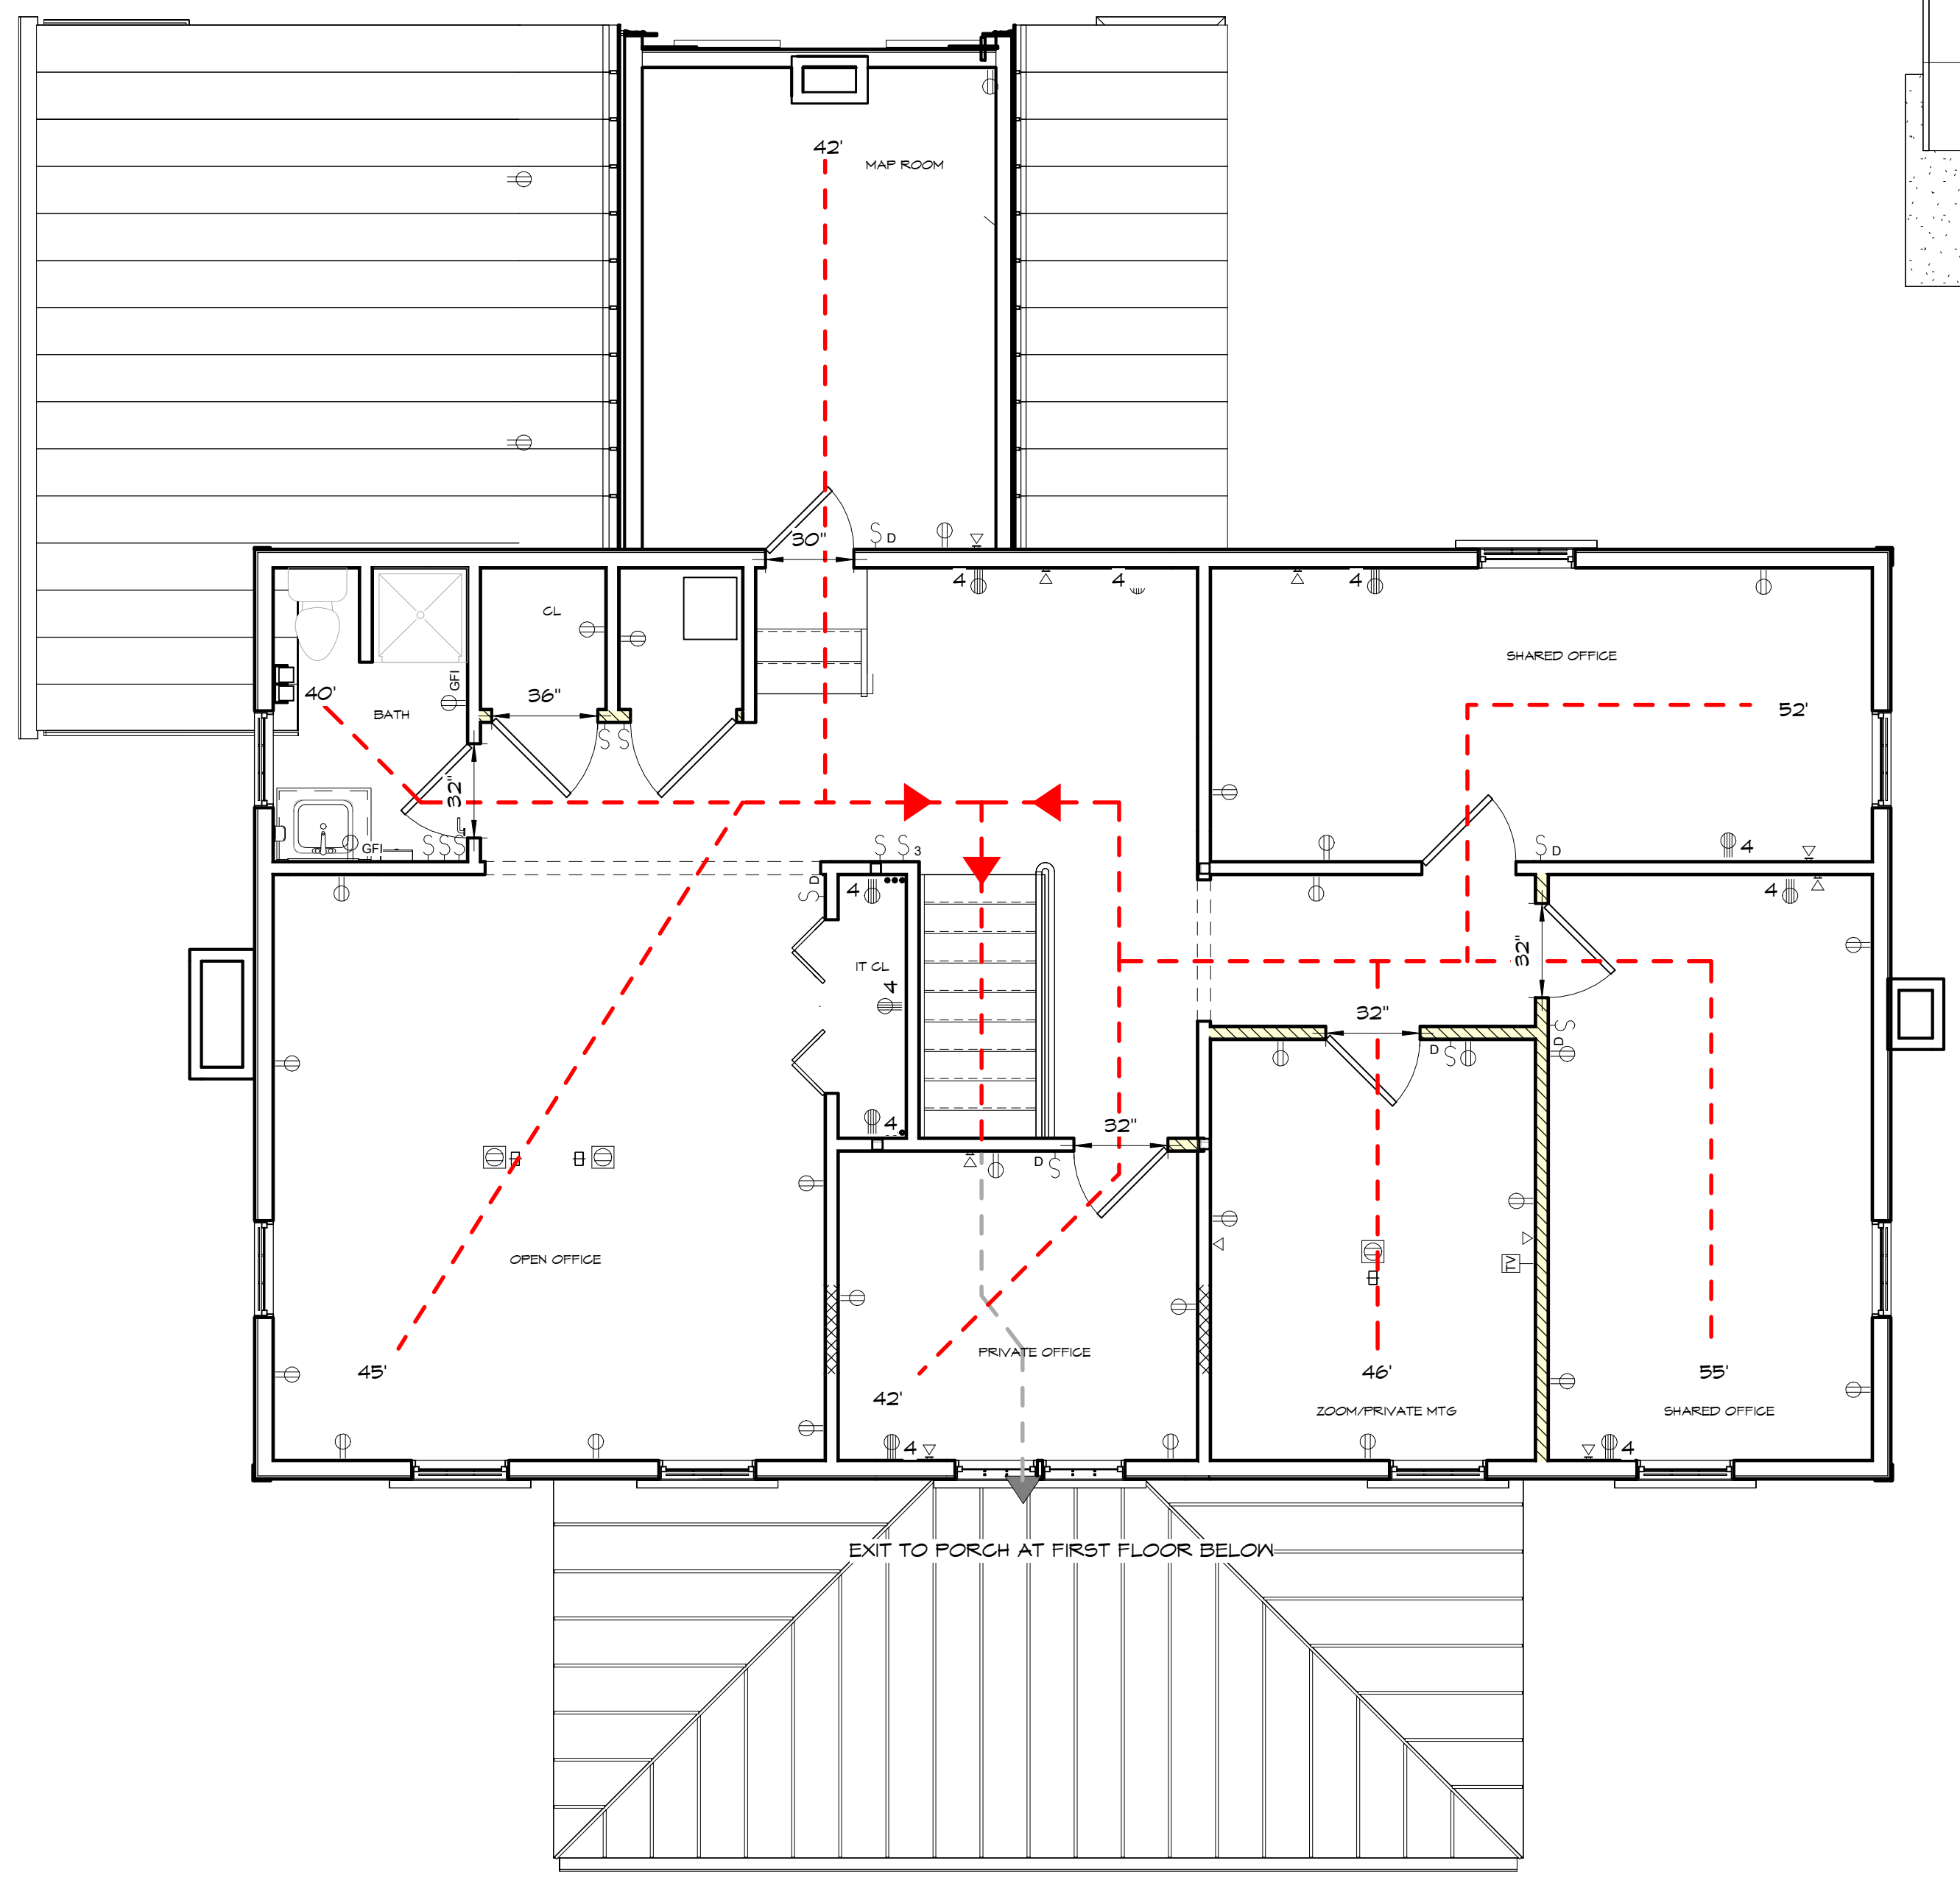 42'
MAP ROOM
30"
S D
4
4
4
CL
SHARED OFFICE
GFI
36"
40'
BATH
52'
S S
32"
GFI
S S S
S S 3
S D
4
S D
4
4
IT CL
4
32"
32"
D S
S D
4
32"
D S
TV
OPEN OFFICE
PRIVATE OFFICE
45'
42'
46'
55'
ZOOM/PRIVATE MTG
SHARED OFFICE
4
4
EXIT TO PORCH AT FIRST FLOOR BELOW